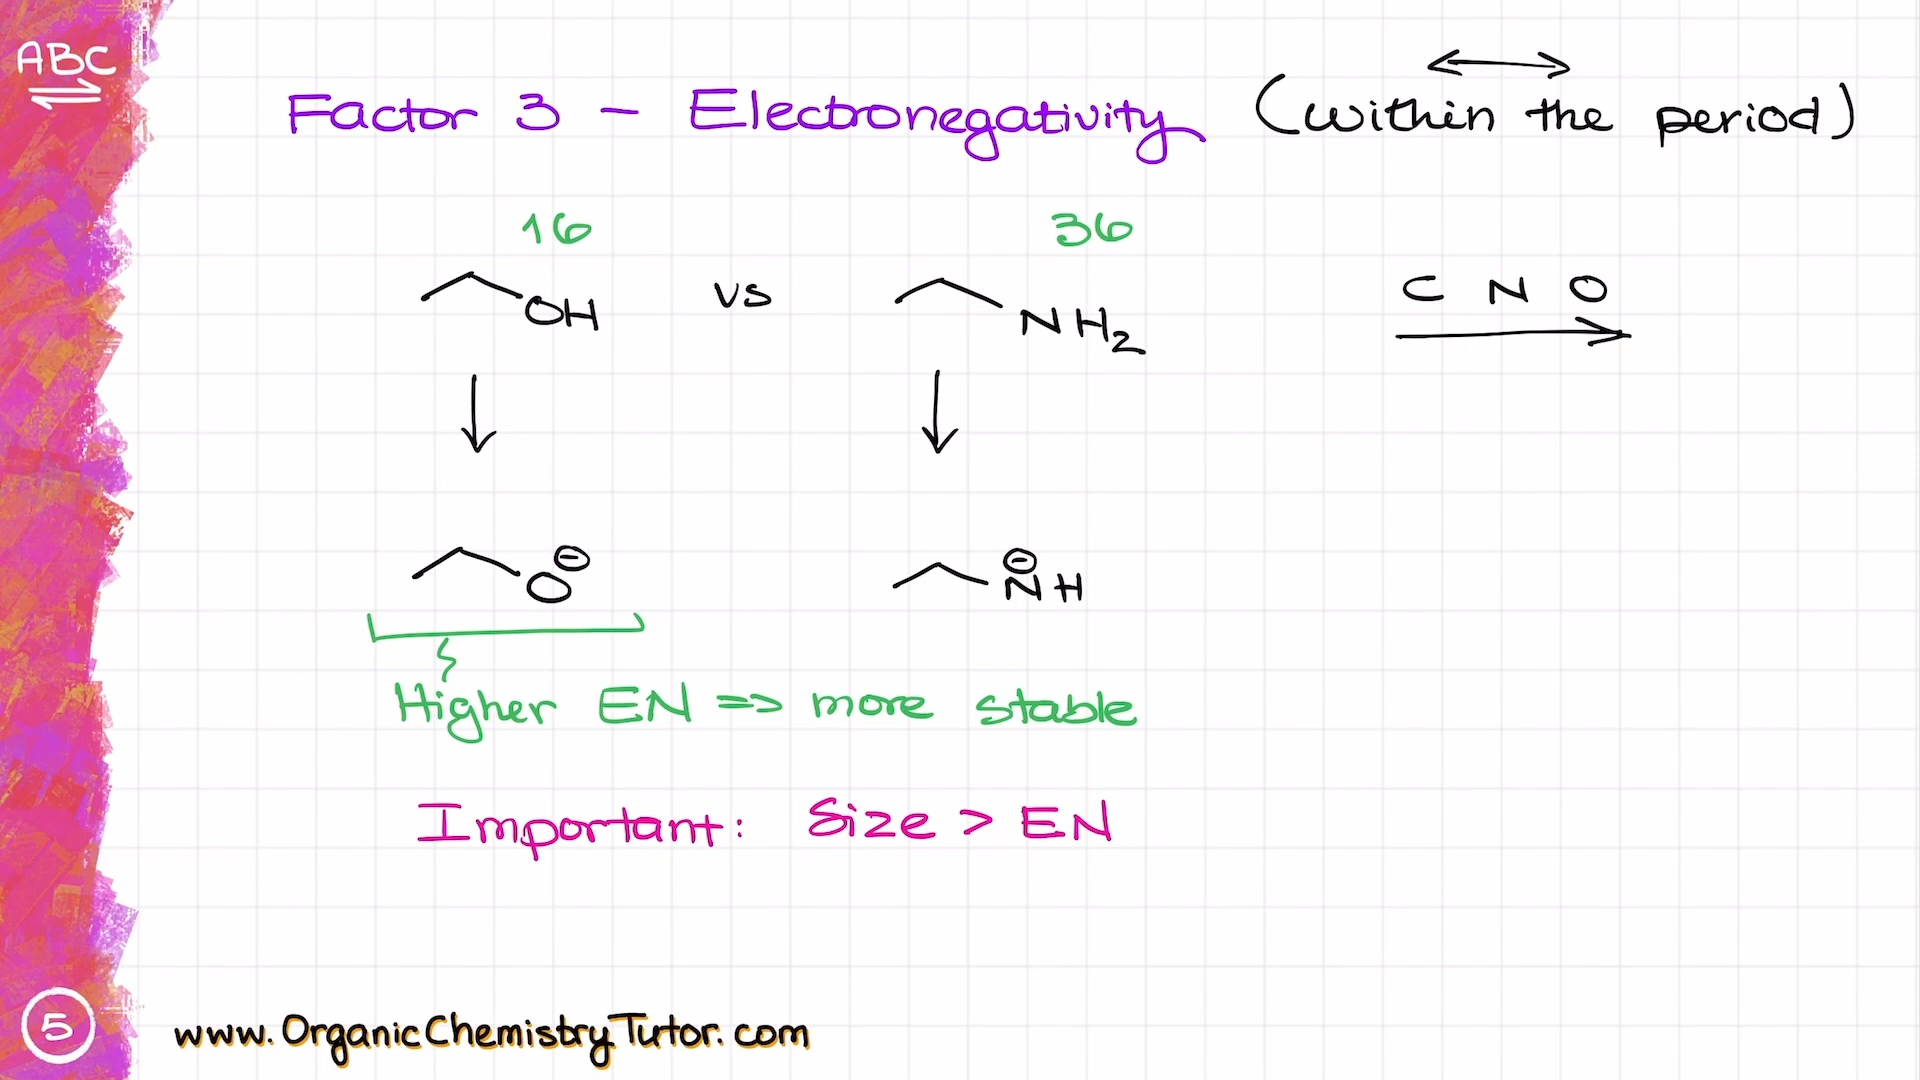 ABC
Factor 3 – Electronegativity (within the period)
16 36
OH vs NH₂ C N O
O⊖ N⊖H
Higher EN => more stable
Important: Size > EN
5
www.OrganicChemistryTutor.com